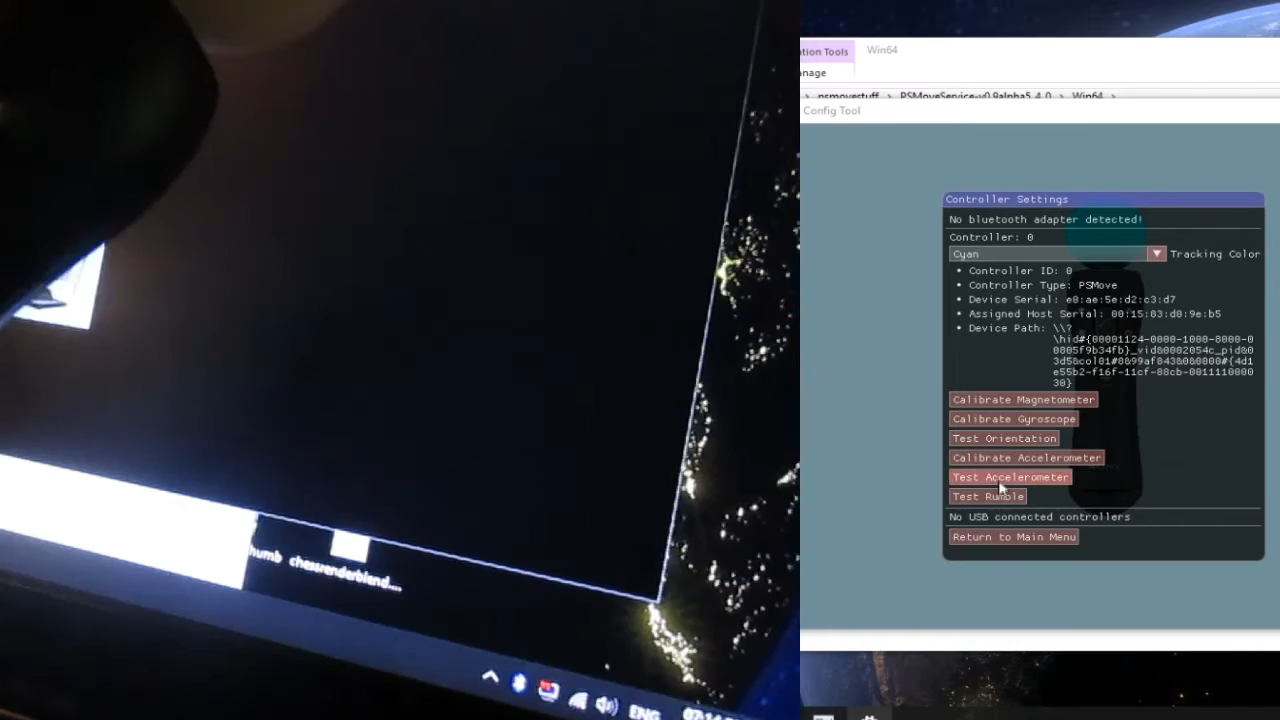 chessrenderblend....
ENG
ation Tools
Win64
anage
psmovestuff > PSMoveService-v0.9alpha5.4.0 > Win64 >
Config Tool
Controller Settings
No bluetooth adapter detected!
Controller: 0
Cyan
Tracking Color
• Controller ID: 0
• Controller Type: PSMove
• Device Serial: e0:ae:5e:d2:c3:d7
• Assigned Host Serial: 00:15:83:d0:9e:b5
• Device Path: \\?
\hid#{00001124-0000-1000-8000-0
0805f9b34fb}_vid&0002054c_pid&0
3d5&col01#8&99af843&0&0000#{4d1
e55b2-f16f-11cf-88cb-0011110000
30}
Calibrate Magnetometer
Calibrate Gyroscope
Test Orientation
Calibrate Accelerometer
Test Accelerometer
Test Rumble
No USB connected controllers
Return to Main Menu